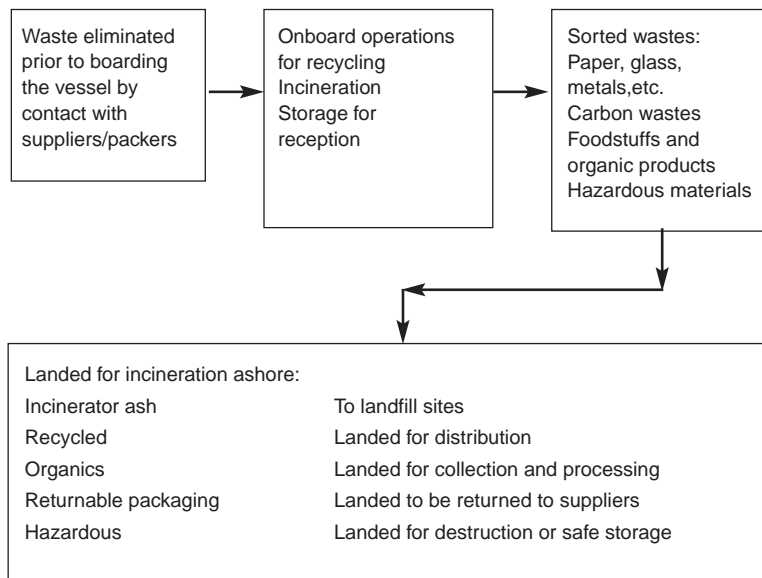 Waste eliminated
prior to boarding
the vessel by
contact with
suppliers/packers
Onboard operations
for recycling
Incineration
Storage for
reception
Sorted wastes:
Paper, glass,
metals,etc.
Carbon wastes
Foodstuffs and
organic products
Hazardous materials
Landed for incineration ashore:
Incinerator ash To landfill sites
Recycled Landed for distribution
Organics Landed for collection and processing
Returnable packaging Landed to be returned to suppliers
Hazardous Landed for destruction or safe storage